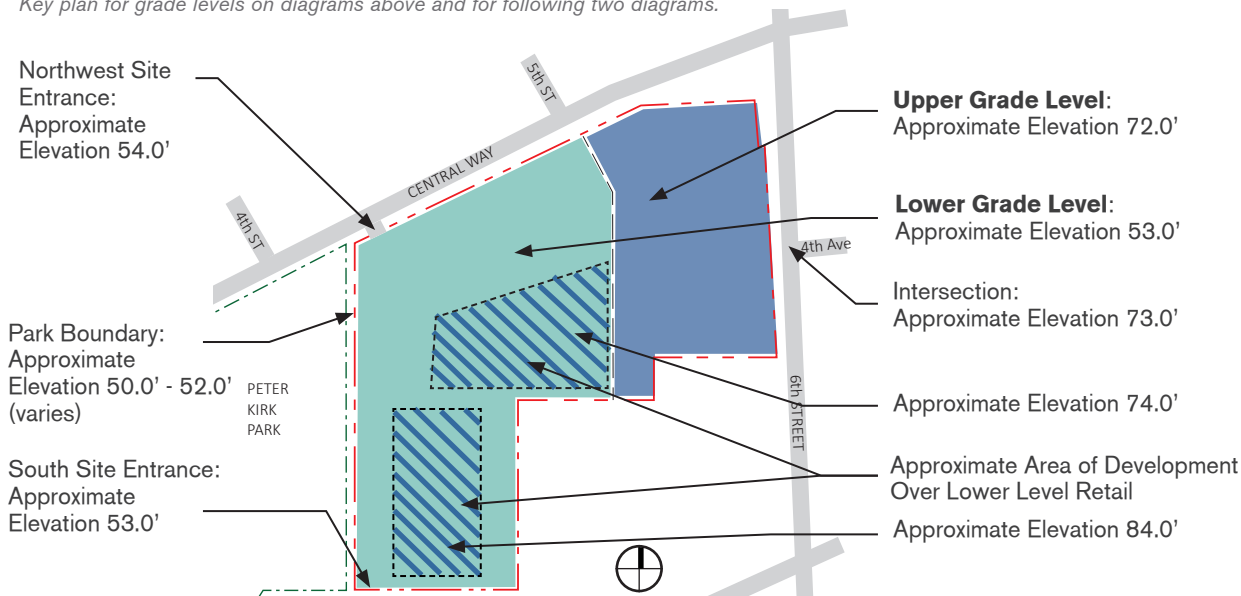 Key plan for grade levels on diagrams above and for following two diagrams.
Northwest Site
Entrance:
Approximate
Elevation 54.0’
5th ST
CENTRAL WAY
4th ST
Upper Grade Level:
Approximate Elevation 72.0’
Lower Grade Level:
Approximate Elevation 53.0’
4th Ave
Intersection:
Approximate Elevation 73.0’
Park Boundary:
Approximate
Elevation 50.0’ - 52.0’
(varies)
PETER
KIRK
PARK
6th STREET
Approximate Elevation 74.0’
South Site Entrance:
Approximate
Elevation 53.0’
Approximate Area of Development
Over Lower Level Retail
Approximate Elevation 84.0’